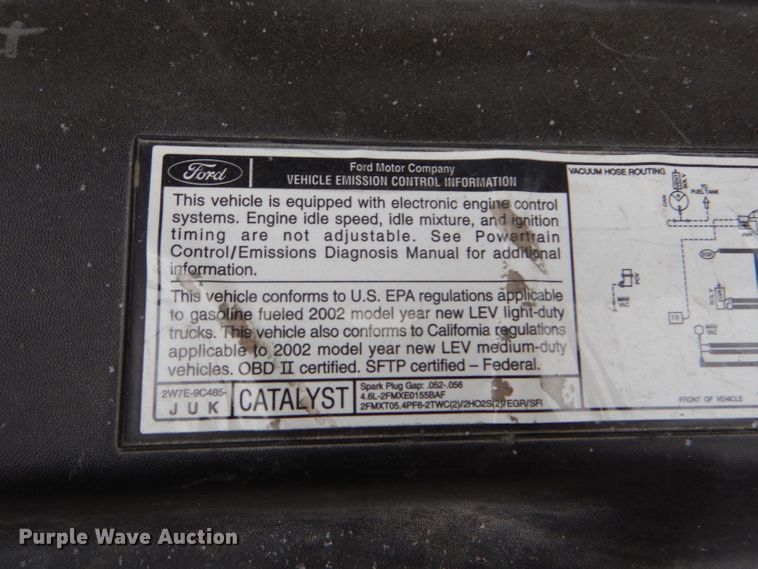 Ford
Ford Motor Company
VEHICLE EMISSION CONTROL INFORMATION
This vehicle is equipped with electronic engine control
systems. Engine idle speed, idle mixture, and ignition
timing are not adjustable. See Powertrain
Control/Emissions Diagnosis Manual for additional
information.
This vehicle conforms to U.S. EPA regulations applicable
to gasoline fueled 2002 model year new LEV light-duty
trucks. This vehicle also conforms to California regulations
applicable to 2002 model year new LEV medium-duty
vehicles. OBD II certified. SFTP certified – Federal.
2W7E-9C485-
JUK
CATALYST
Spark Plug Gap: .052-.056
4.6L-2FMXE0155BAF
2FMXT05.4PF6-2TWC(2)/2HO2S(2)/EGR/SFI
VACUUM HOSE ROUTING
FUEL TANK
PCV
FRONT OF VEHICLE
Purple Wave Auction